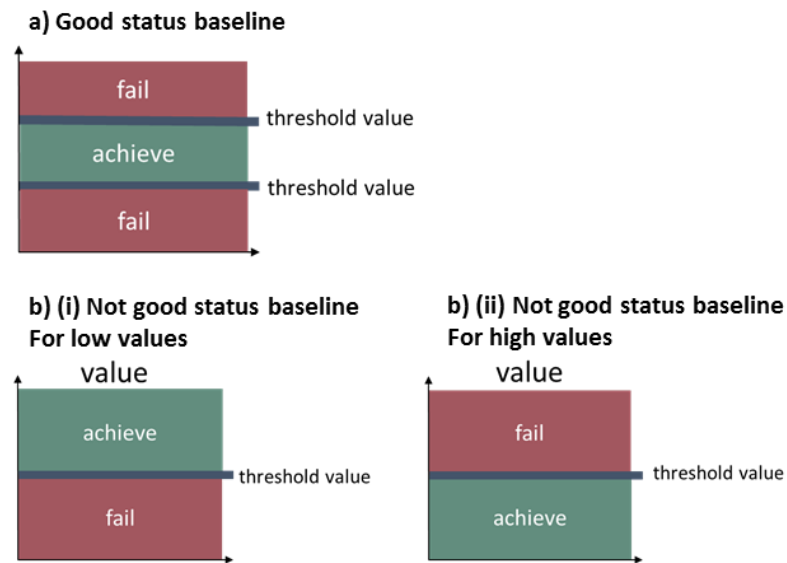 a) Good status baseline
fail
threshold value
achieve
threshold value
fail
b) (i) Not good status baseline
For low values
value
achieve
threshold value
fail
b) (ii) Not good status baseline
For high values
value
fail
threshold value
achieve